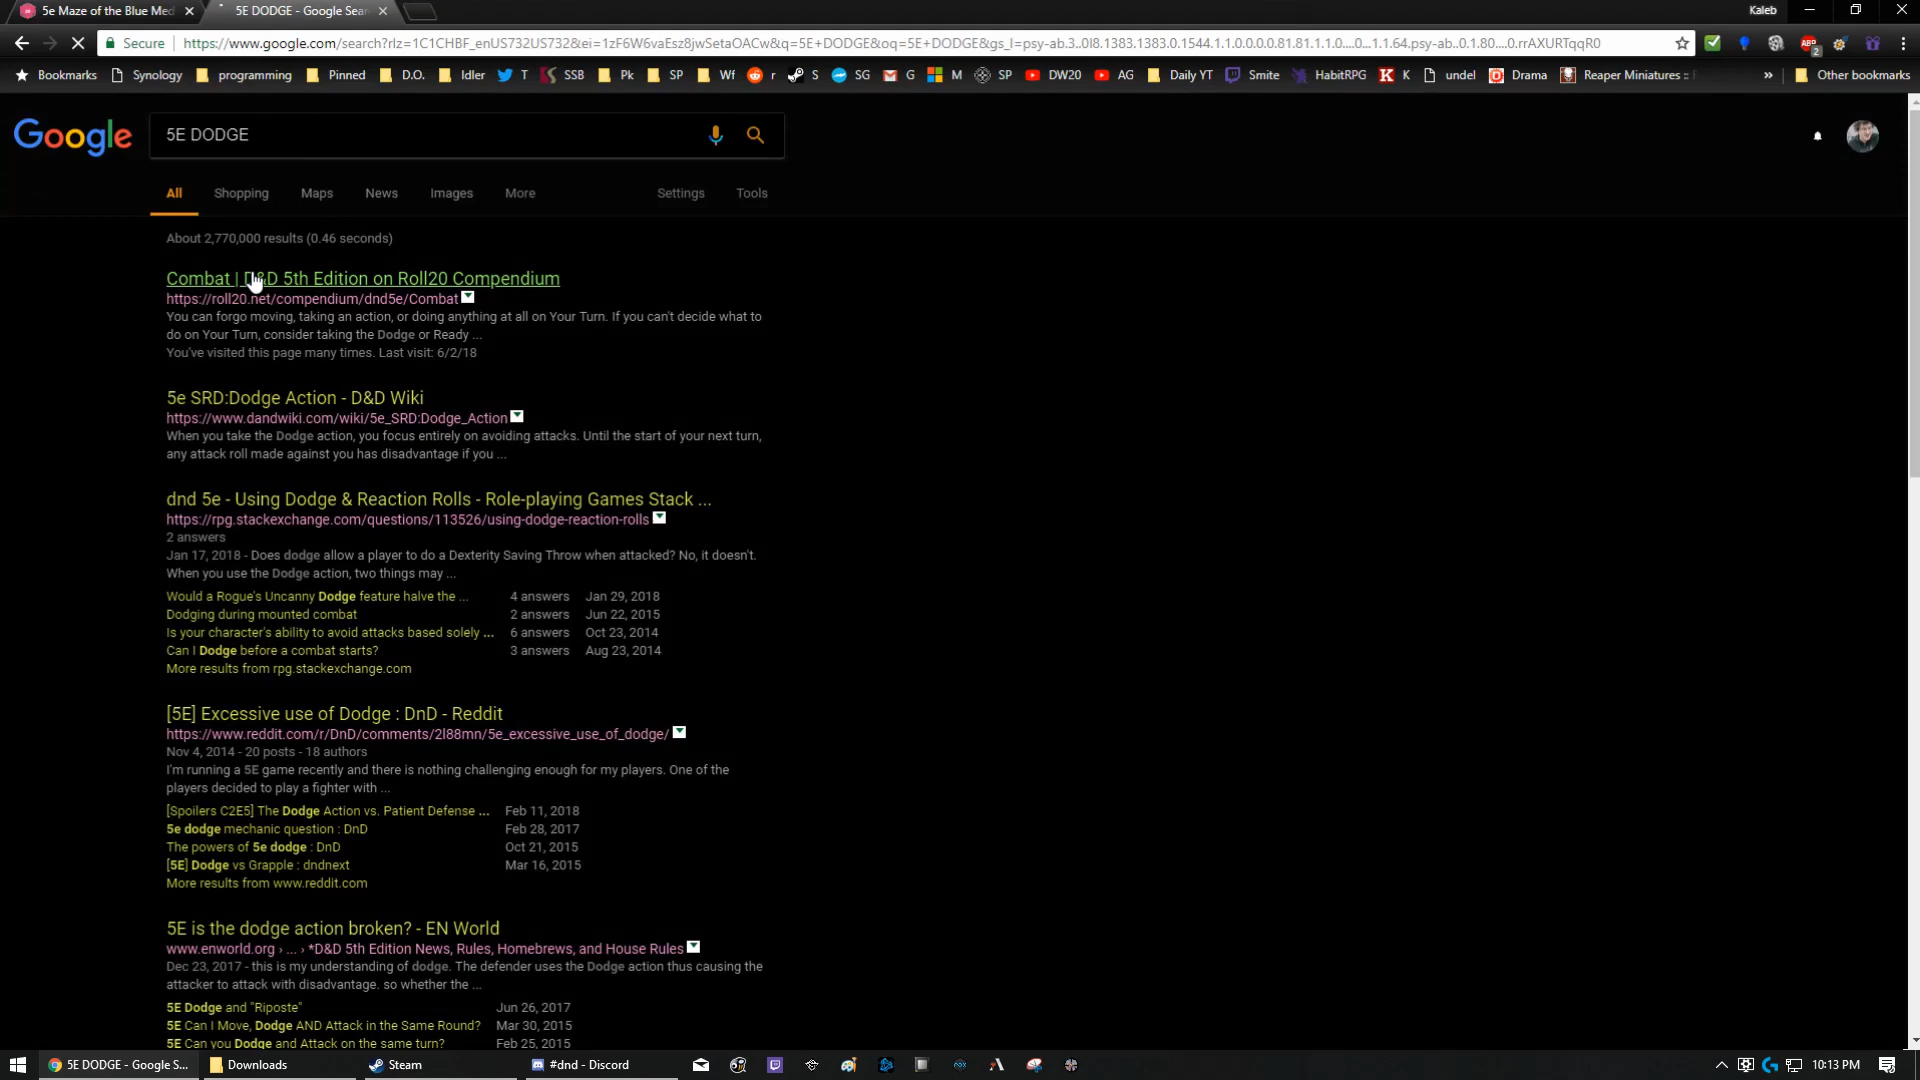 5e Maze of the Blue Med
5E DODGE - Google Sear
Kaleb
Secure
https://www.google.com/search?rlz=1C1CHBF_enUS732US732&ei=1zF6W6vaEsz8jwSetaOACw&q=5E+DODGE&oq=5E+DODGE&gs_l=psy-ab.3..0l8.1383.1383.0.1544.1.1.0.0.0.0.81.81.1.1.0....0...1.1.64.psy-ab..0.1.80....0.rrAXURTqqR0
Bookmarks Synology programming Pinned D.O. Idler T SSB Pk SP Wf r S SG G M SP DW20 AG Daily YT Smite HabitRPG K undel Drama Reaper Miniatures :: » Other bookmarks
Google
5E DODGE
All Shopping Maps News Images More Settings Tools
About 2,770,000 results (0.46 seconds)
Combat | D&D 5th Edition on Roll20 Compendium
https://roll20.net/compendium/dnd5e/Combat
You can forgo moving, taking an action, or doing anything at all on Your Turn. If you can't decide what to
do on Your Turn, consider taking the Dodge or Ready ...
You've visited this page many times. Last visit: 6/2/18
5e SRD:Dodge Action - D&D Wiki
https://www.dandwiki.com/wiki/5e_SRD:Dodge_Action
When you take the Dodge action, you focus entirely on avoiding attacks. Until the start of your next turn,
any attack roll made against you has disadvantage if you ...
dnd 5e - Using Dodge & Reaction Rolls - Role-playing Games Stack ...
https://rpg.stackexchange.com/questions/113526/using-dodge-reaction-rolls
2 answers
Jan 17, 2018 - Does dodge allow a player to do a Dexterity Saving Throw when attacked? No, it doesn't.
When you use the Dodge action, two things may ...
Would a Rogue's Uncanny Dodge feature halve the ... 4 answers Jan 29, 2018
Dodging during mounted combat 2 answers Jun 22, 2015
Is your character's ability to avoid attacks based solely ... 6 answers Oct 23, 2014
Can I Dodge before a combat starts? 3 answers Aug 23, 2014
More results from rpg.stackexchange.com
[5E] Excessive use of Dodge : DnD - Reddit
https://www.reddit.com/r/DnD/comments/2l88mn/5e_excessive_use_of_dodge/
Nov 4, 2014 - 20 posts - 18 authors
I'm running a 5E game recently and there is nothing challenging enough for my players. One of the
players decided to play a fighter with ...
[Spoilers C2E5] The Dodge Action vs. Patient Defense ... Feb 11, 2018
5e dodge mechanic question : DnD Feb 28, 2017
The powers of 5e dodge : DnD Oct 21, 2015
[5E] Dodge vs Grapple : dndnext Mar 16, 2015
More results from www.reddit.com
5E is the dodge action broken? - EN World
www.enworld.org › ... › *D&D 5th Edition News, Rules, Homebrews, and House Rules
Dec 23, 2017 - this is my understanding of dodge. The defender uses the Dodge action thus causing the
attacker to attack with disadvantage. so whether the ...
5E Dodge and "Riposte" Jun 26, 2017
5E Can I Move, Dodge AND Attack in the Same Round? Mar 30, 2015
5E Can you Dodge and Attack on the same turn? Feb 25, 2015
5E DODGE - Google S...
Downloads
Steam
#dnd - Discord
10:13 PM